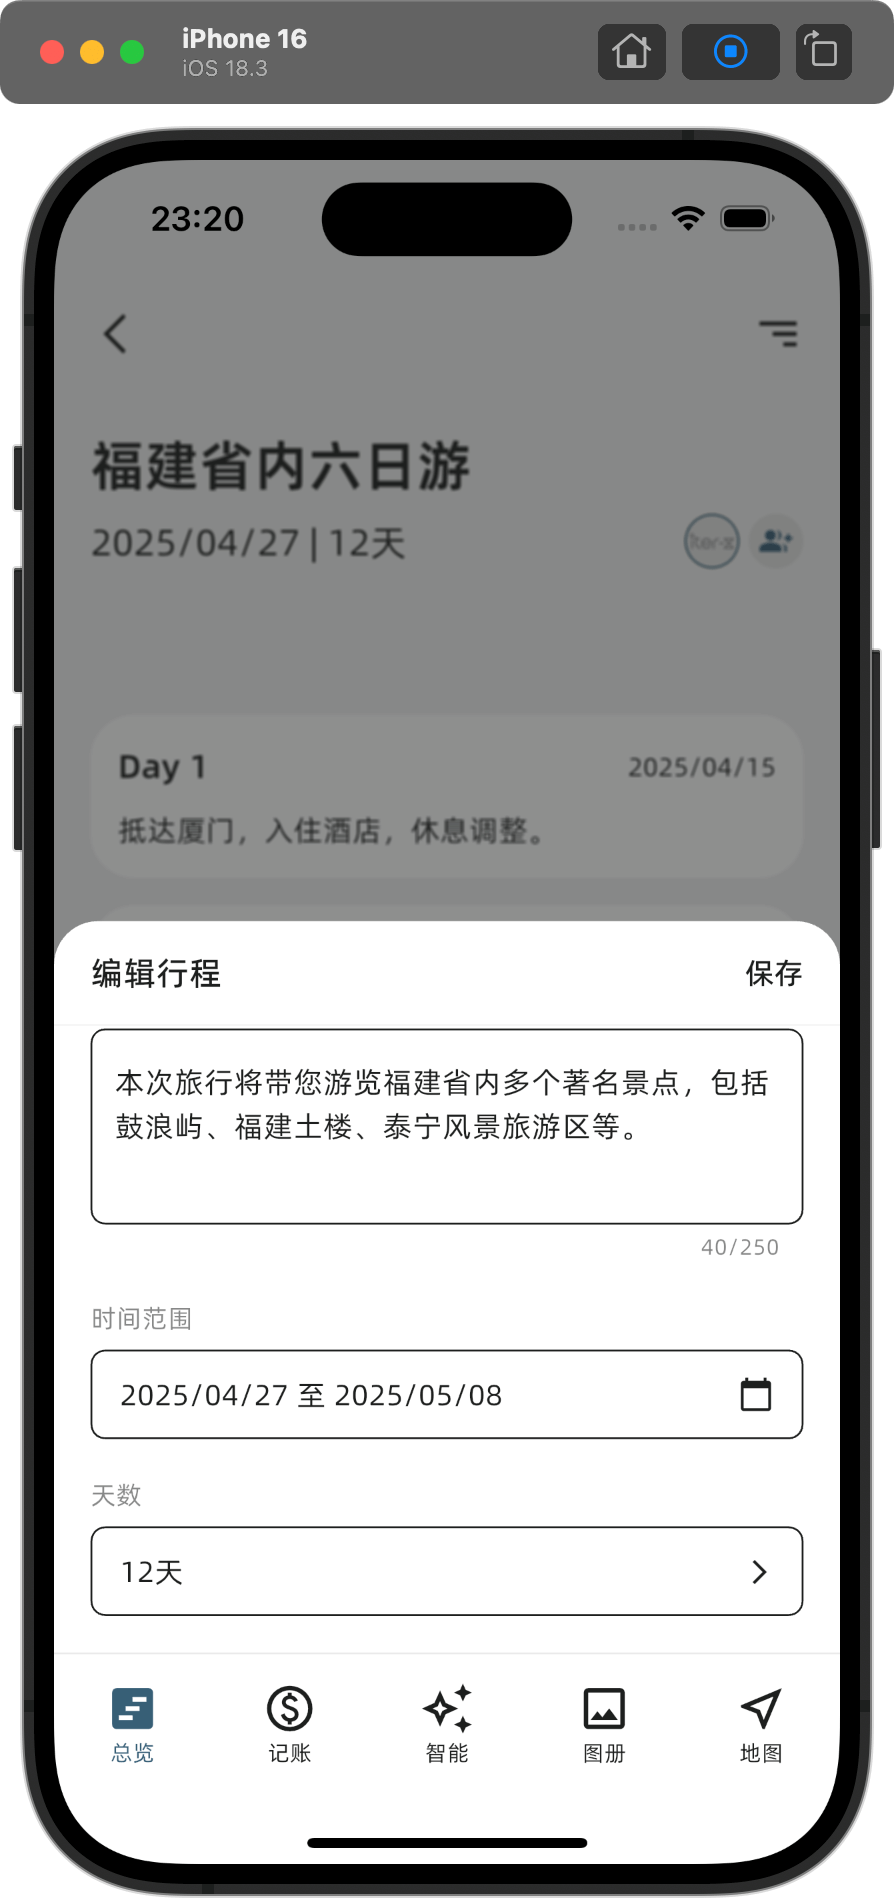 iPhone 16
iOS 18.3
23:20
福建省内六日游
2025/04/27 | 12天
iter-x
Day 1
2025/04/15
抵达厦门，入住酒店，休息调整。
编辑行程
保存
本次旅行将带您游览福建省内多个著名景点，包括
鼓浪屿、福建土楼、泰宁风景旅游区等。
40/250
时间范围
2025/04/27 至 2025/05/08
天数
12天
总览
记账
智能
图册
地图